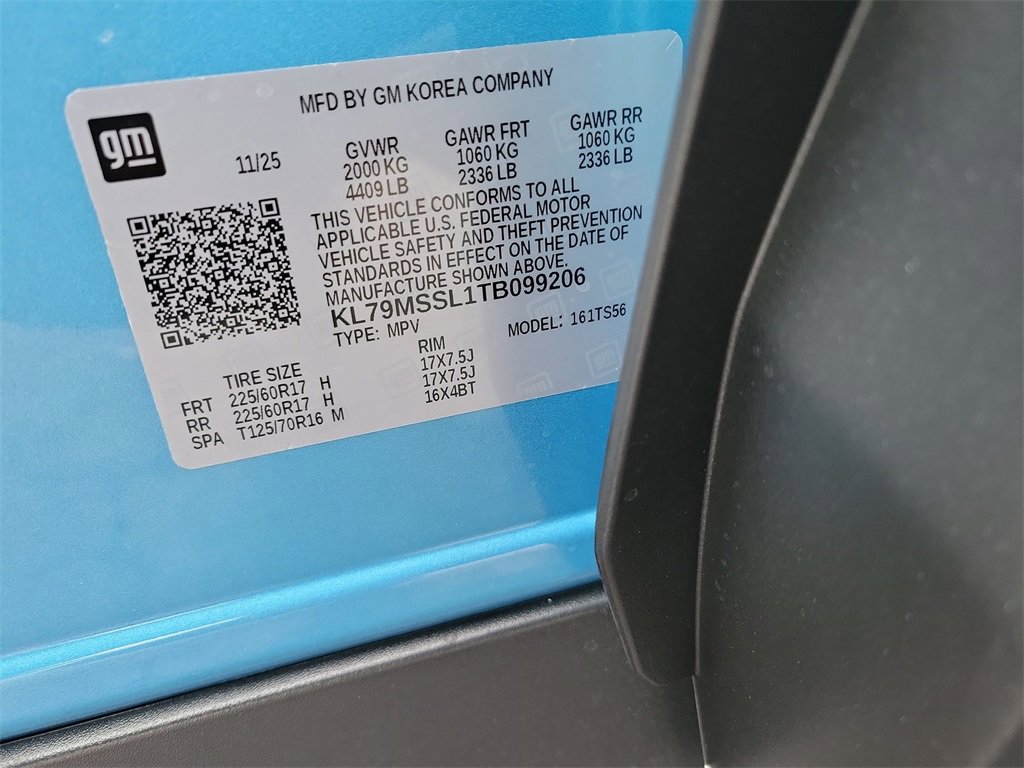 MFD BY GM KOREA COMPANY
gm
11/25
GVWR GAWR FRT GAWR RR
2000 KG 1060 KG 1060 KG
4409 LB 2336 LB 2336 LB
THIS VEHICLE CONFORMS TO ALL
APPLICABLE U.S. FEDERAL MOTOR
VEHICLE SAFETY AND THEFT PREVENTION
STANDARDS IN EFFECT ON THE DATE OF
MANUFACTURE SHOWN ABOVE.
KL79MSSL1TB099206
TYPE: MPV MODEL: 161TS56
TIRE SIZE RIM
FRT 225/60R17 H 17X7.5J
RR 225/60R17 H 17X7.5J
SPA T125/70R16 M 16X4BT